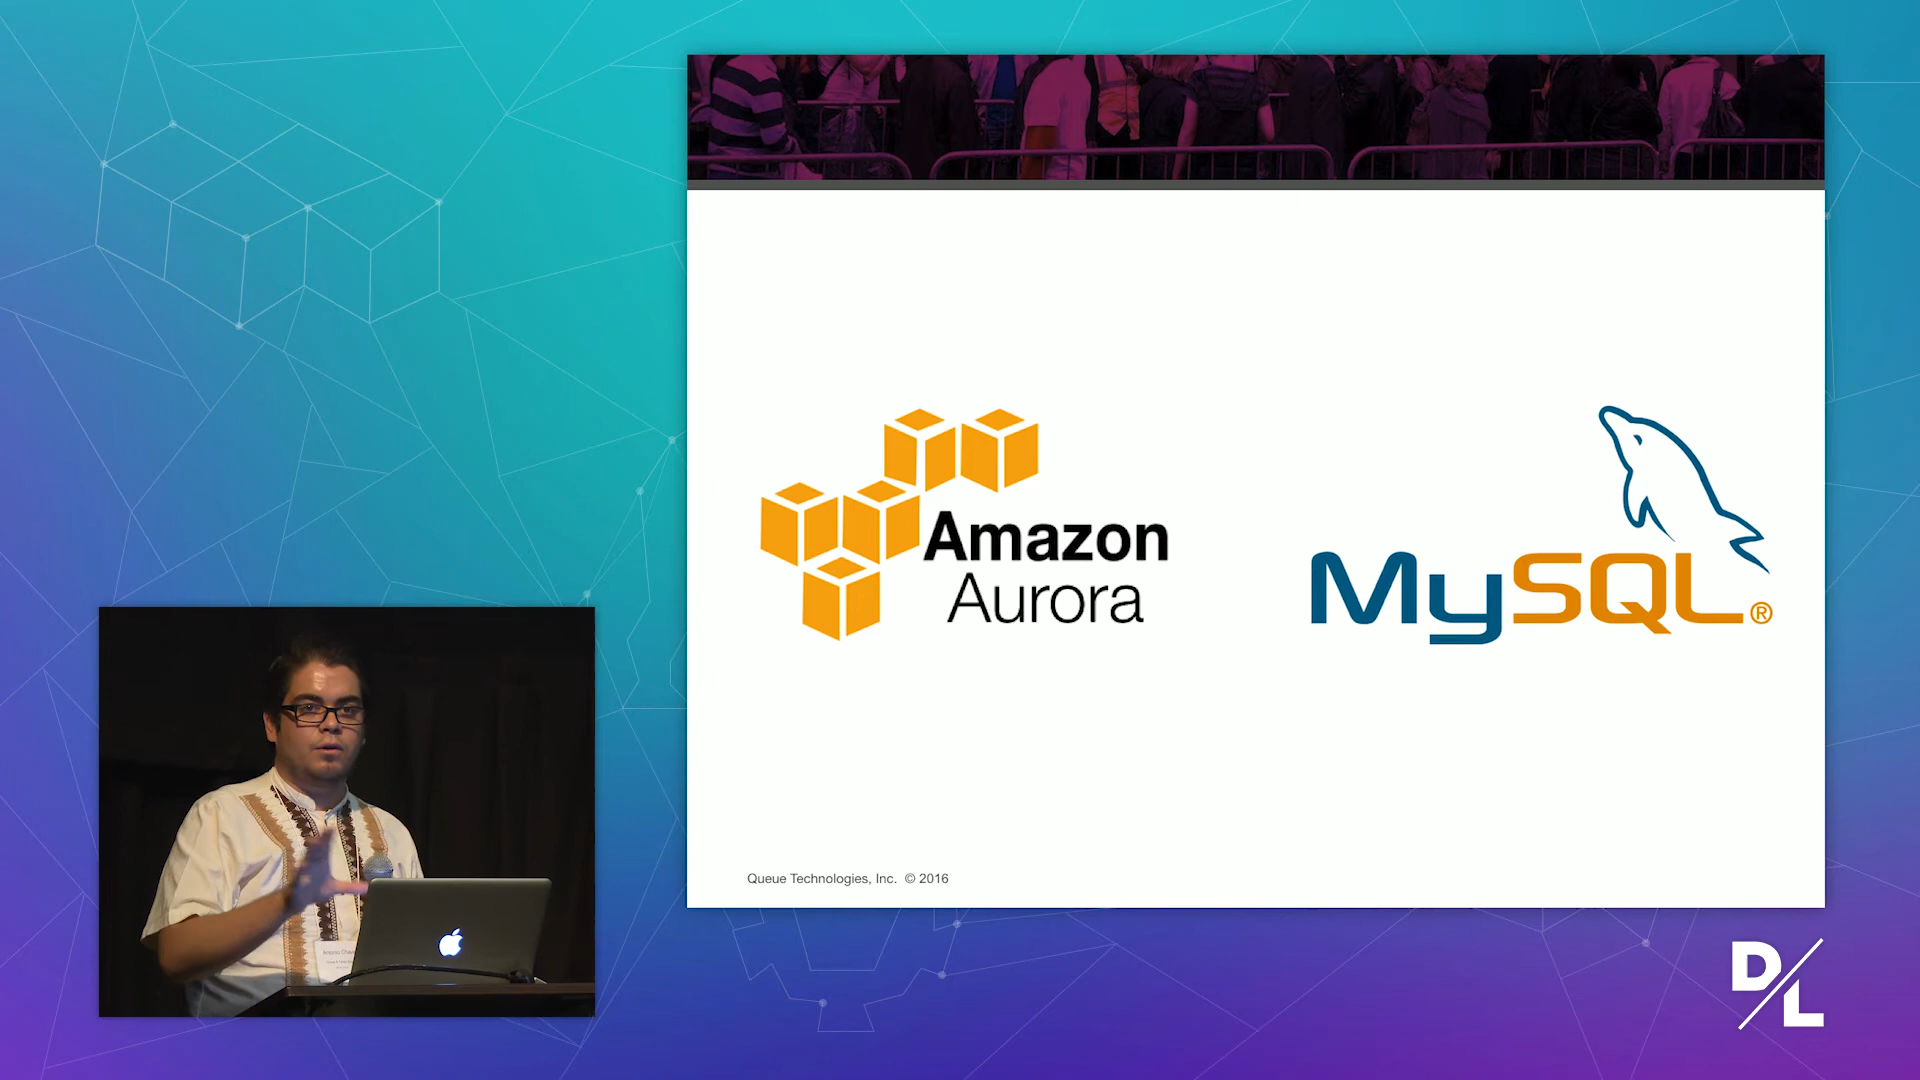 Amazon
Aurora
MySQL®
Queue Technologies, Inc. © 2016
D/L